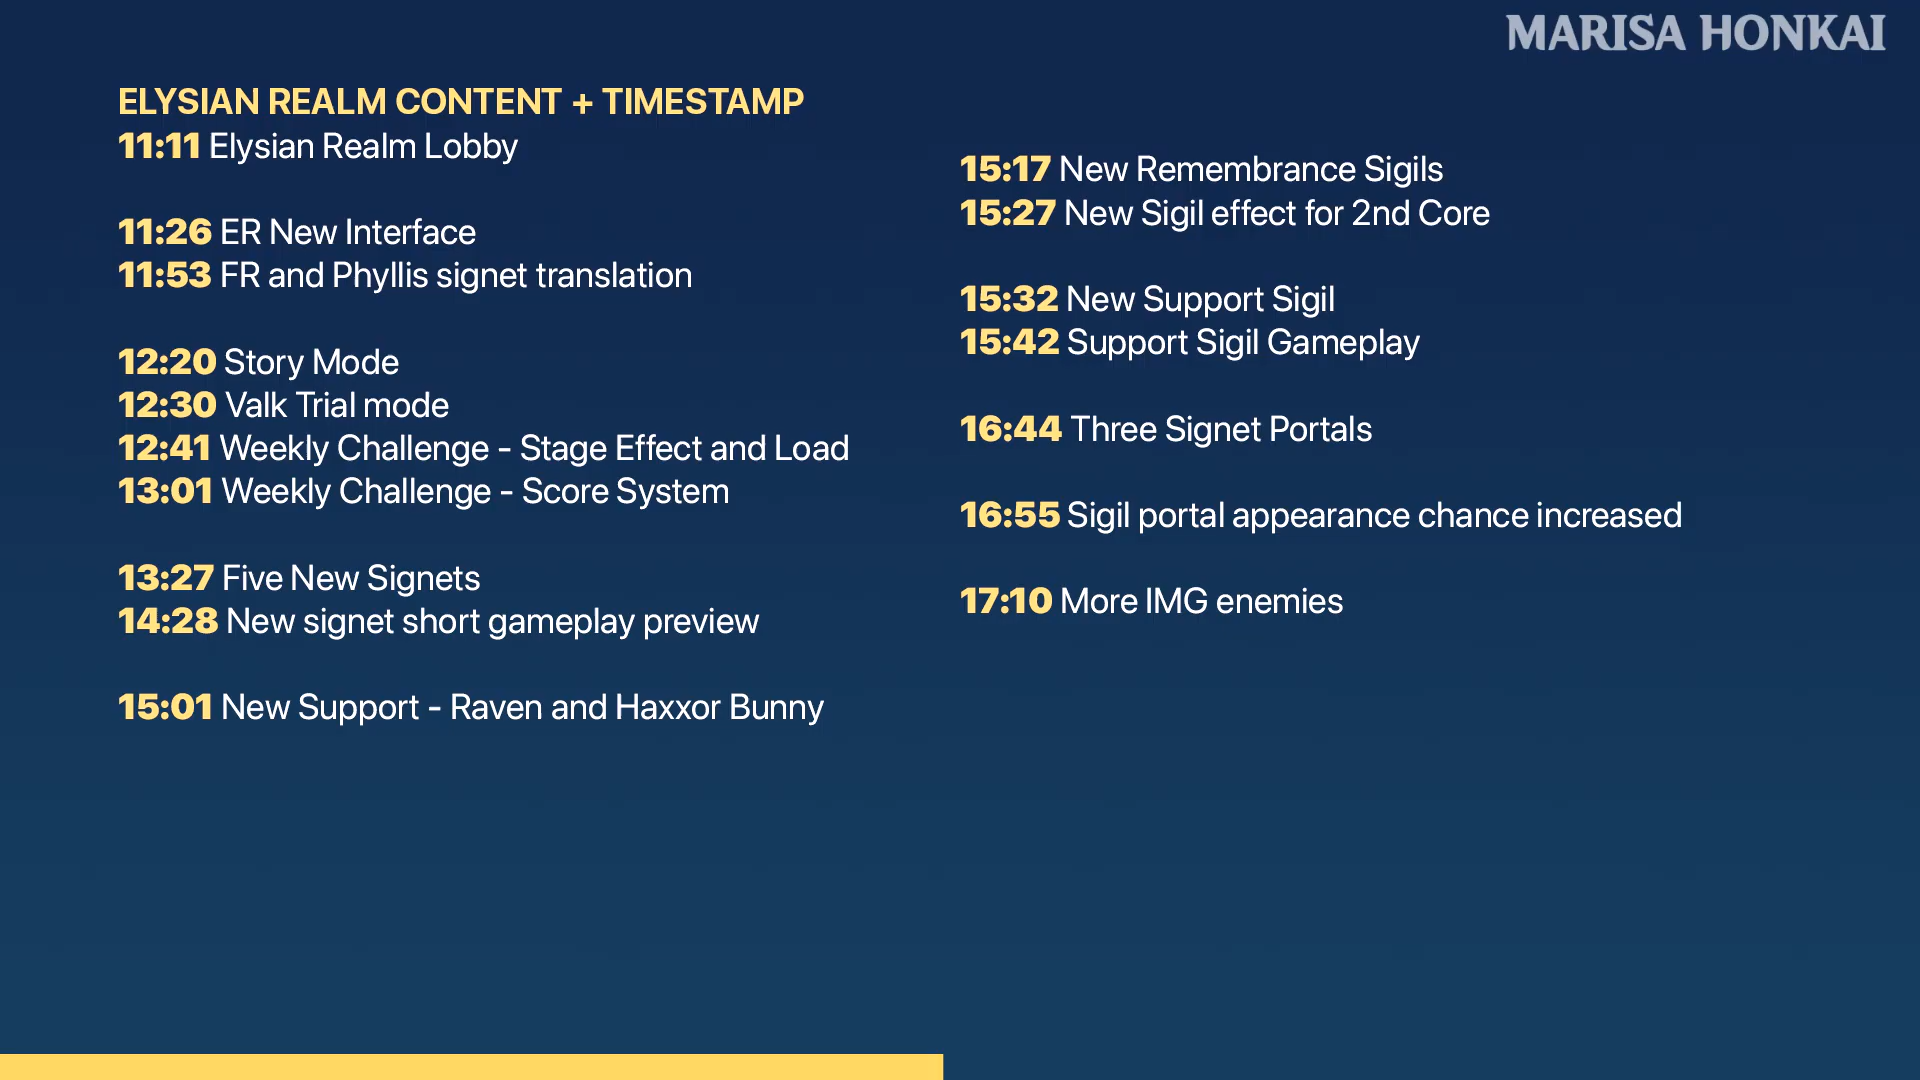 MARISA HONKAI
ELYSIAN REALM CONTENT + TIMESTAMP
11:11 Elysian Realm Lobby
11:26 ER New Interface
11:53 FR and Phyllis signet translation
12:20 Story Mode
12:30 Valk Trial mode
12:41 Weekly Challenge - Stage Effect and Load
13:01 Weekly Challenge - Score System
13:27 Five New Signets
14:28 New signet short gameplay preview
15:01 New Support - Raven and Haxxor Bunny
15:17 New Remembrance Sigils
15:27 New Sigil effect for 2nd Core
15:32 New Support Sigil
15:42 Support Sigil Gameplay
16:44 Three Signet Portals
16:55 Sigil portal appearance chance increased
17:10 More IMG enemies